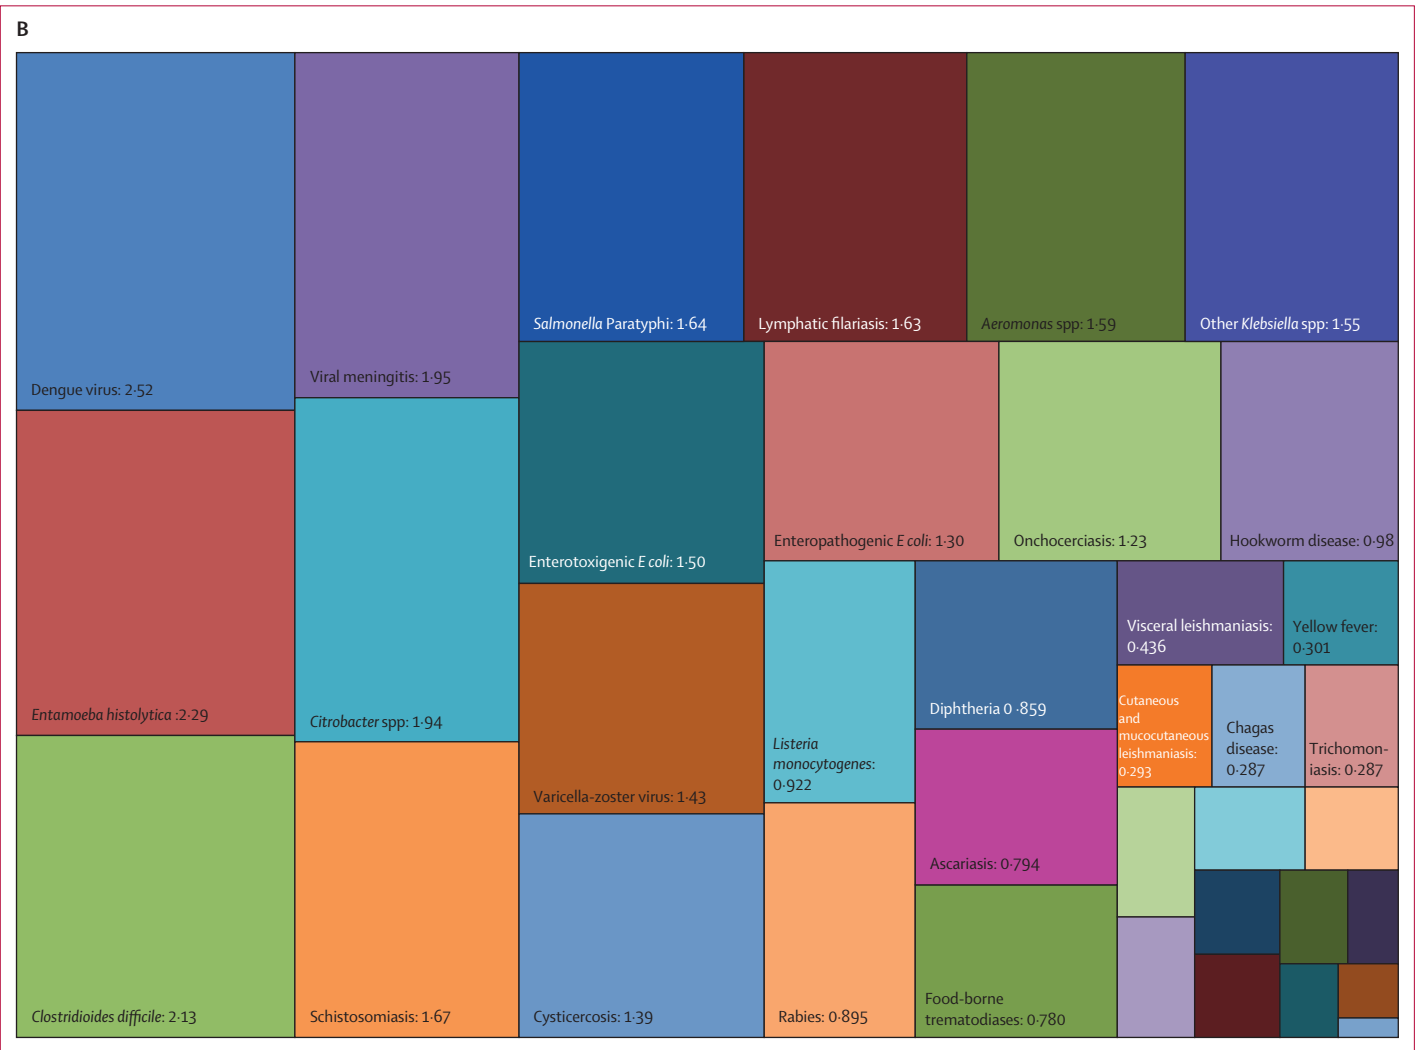 B
Dengue virus: 2·52
Viral meningitis: 1·95
Salmonella Paratyphi: 1·64
Lymphatic filariasis: 1·63
Aeromonas spp: 1·59
Other Klebsiella spp: 1·55
Entamoeba histolytica :2·29
Citrobacter spp: 1·94
Enterotoxigenic E coli: 1·50
Enteropathogenic E coli: 1·30
Onchocerciasis: 1·23
Hookworm disease: 0·98
Varicella-zoster virus: 1·43
Listeria
monocytogenes:
0·922
Diphtheria 0 ·859
Visceral leishmaniasis:
0·436
Yellow fever:
0·301
Cutaneous
and
mucocutaneous
leishmaniasis:
0·293
Chagas
disease:
0·287
Trichomon-
iasis: 0·287
Ascariasis: 0·794
Clostridioides difficile: 2·13
Schistosomiasis: 1·67
Cysticercosis: 1·39
Rabies: 0·895
Food-borne
trematodiases: 0·780